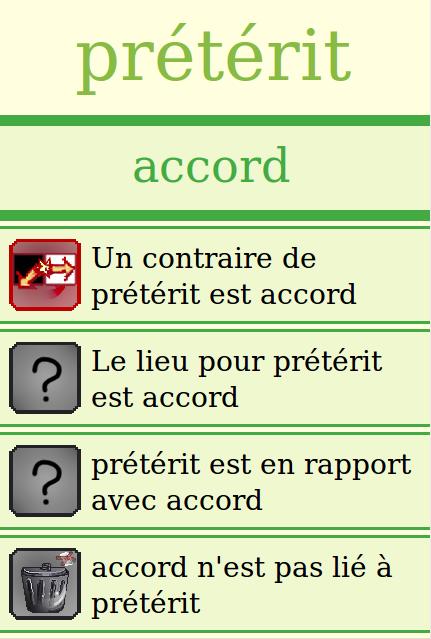 prétérit
accord
Un contraire de
prétérit est accord
Le lieu pour prétérit
est accord
prétérit est en rapport
avec accord
accord n'est pas lié à
prétérit